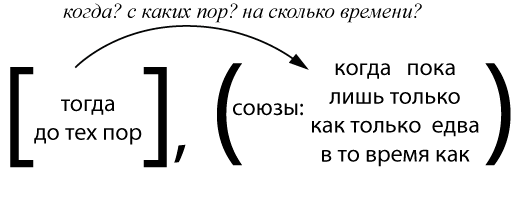 когда? с каких пор? на сколько времени?
[ тогда
до тех пор ],
( союзы:
когда пока
лишь только
как только едва
в то время как )